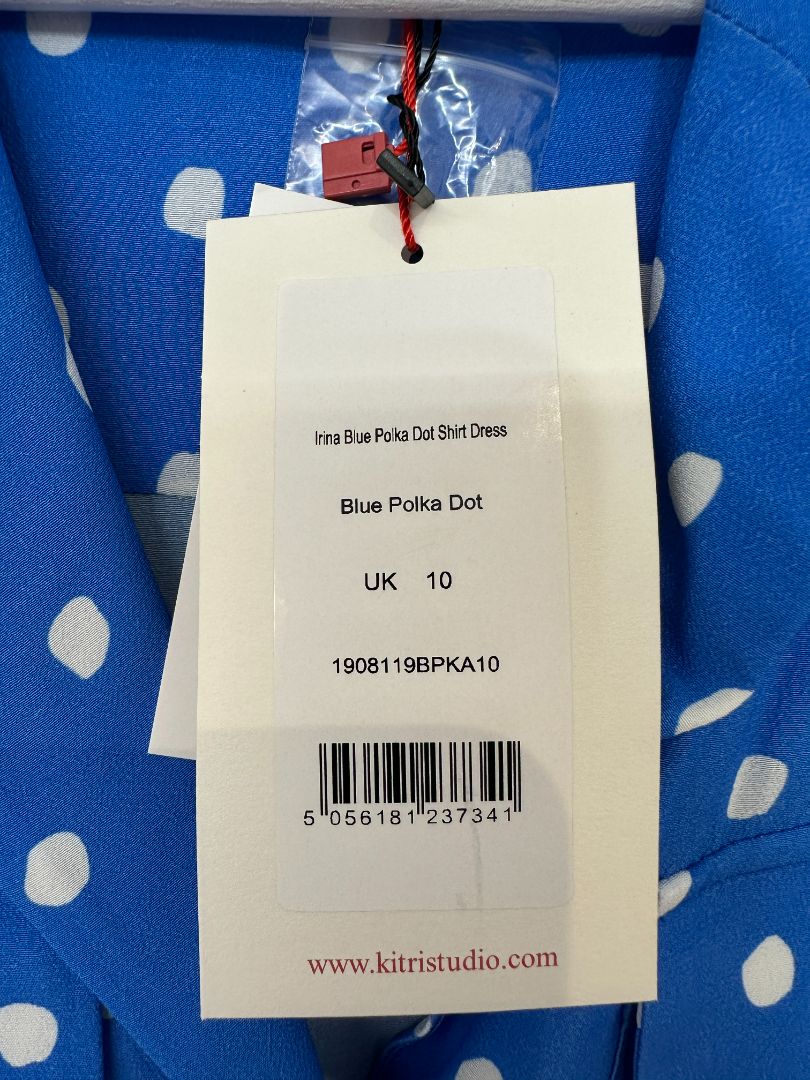 Irina Blue Polka Dot Shirt Dress
Blue Polka Dot
UK 10
1908119BPKA10
5 056181 237341
www.kitristudio.com